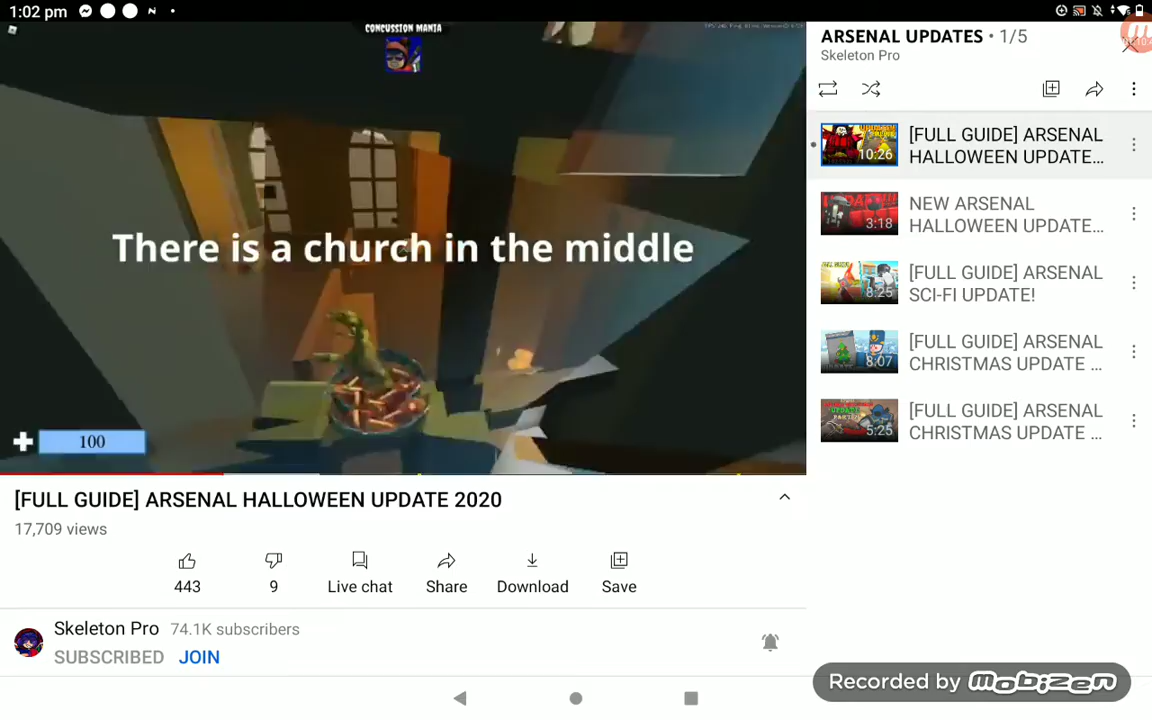 1:02 pm
CONCUSSION MANIA
There is a church in the middle
100
[FULL GUIDE] ARSENAL HALLOWEEN UPDATE 2020
17,709 views
443
9
Live chat
Share
Download
Save
Skeleton Pro 74.1K subscribers
SUBSCRIBED JOIN
ARSENAL UPDATES • 1/5
Skeleton Pro
10:26
[FULL GUIDE] ARSENAL
HALLOWEEN UPDATE...
3:18
NEW ARSENAL
HALLOWEEN UPDATE...
8:25
[FULL GUIDE] ARSENAL
SCI-FI UPDATE!
8:07
[FULL GUIDE] ARSENAL
CHRISTMAS UPDATE ...
5:25
[FULL GUIDE] ARSENAL
CHRISTMAS UPDATE ...
Recorded by mobizen